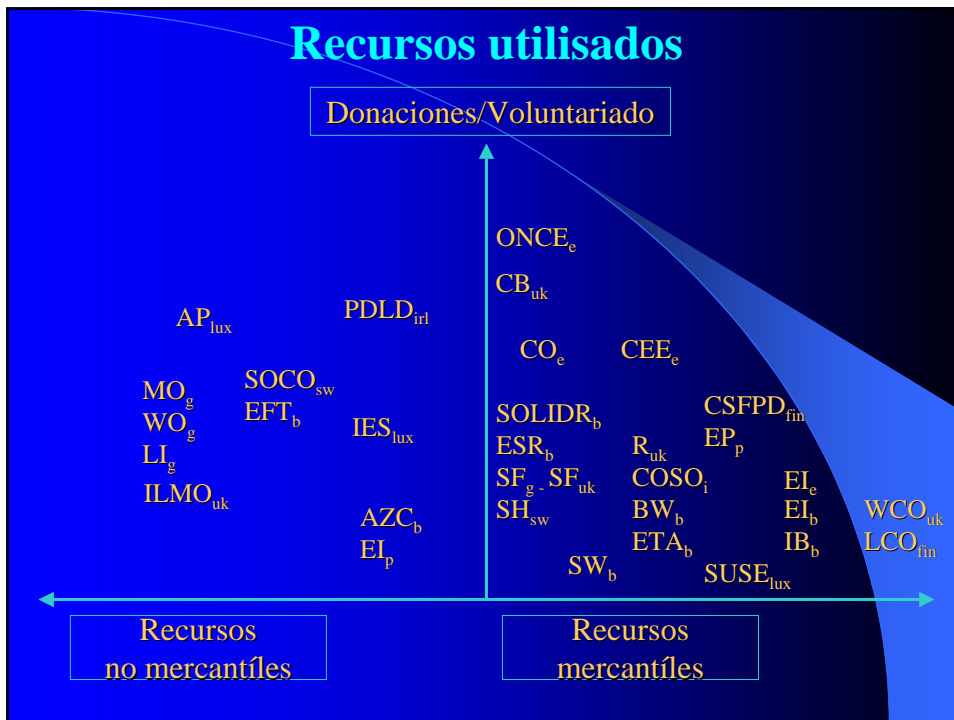 Recursos utilisados
Donaciones/Voluntariado
ONCEe
CBuk
APlux
PDLDirl
COe
CEEe
MOg
WOg
LIg
ILMOuk
SOCOsw
EFTb
IESlux
AZCb
EIp
SOLIDRb
ESRb
SFg - SFuk
SHsw
SWb
Ruk
COSOi
BWb
ETAb
CSFPDfin
EPp
SUSElux
EIe
EIb
IBb
WCOuk
LCOfin
Recursos
no mercantíles
Recursos
mercantíles